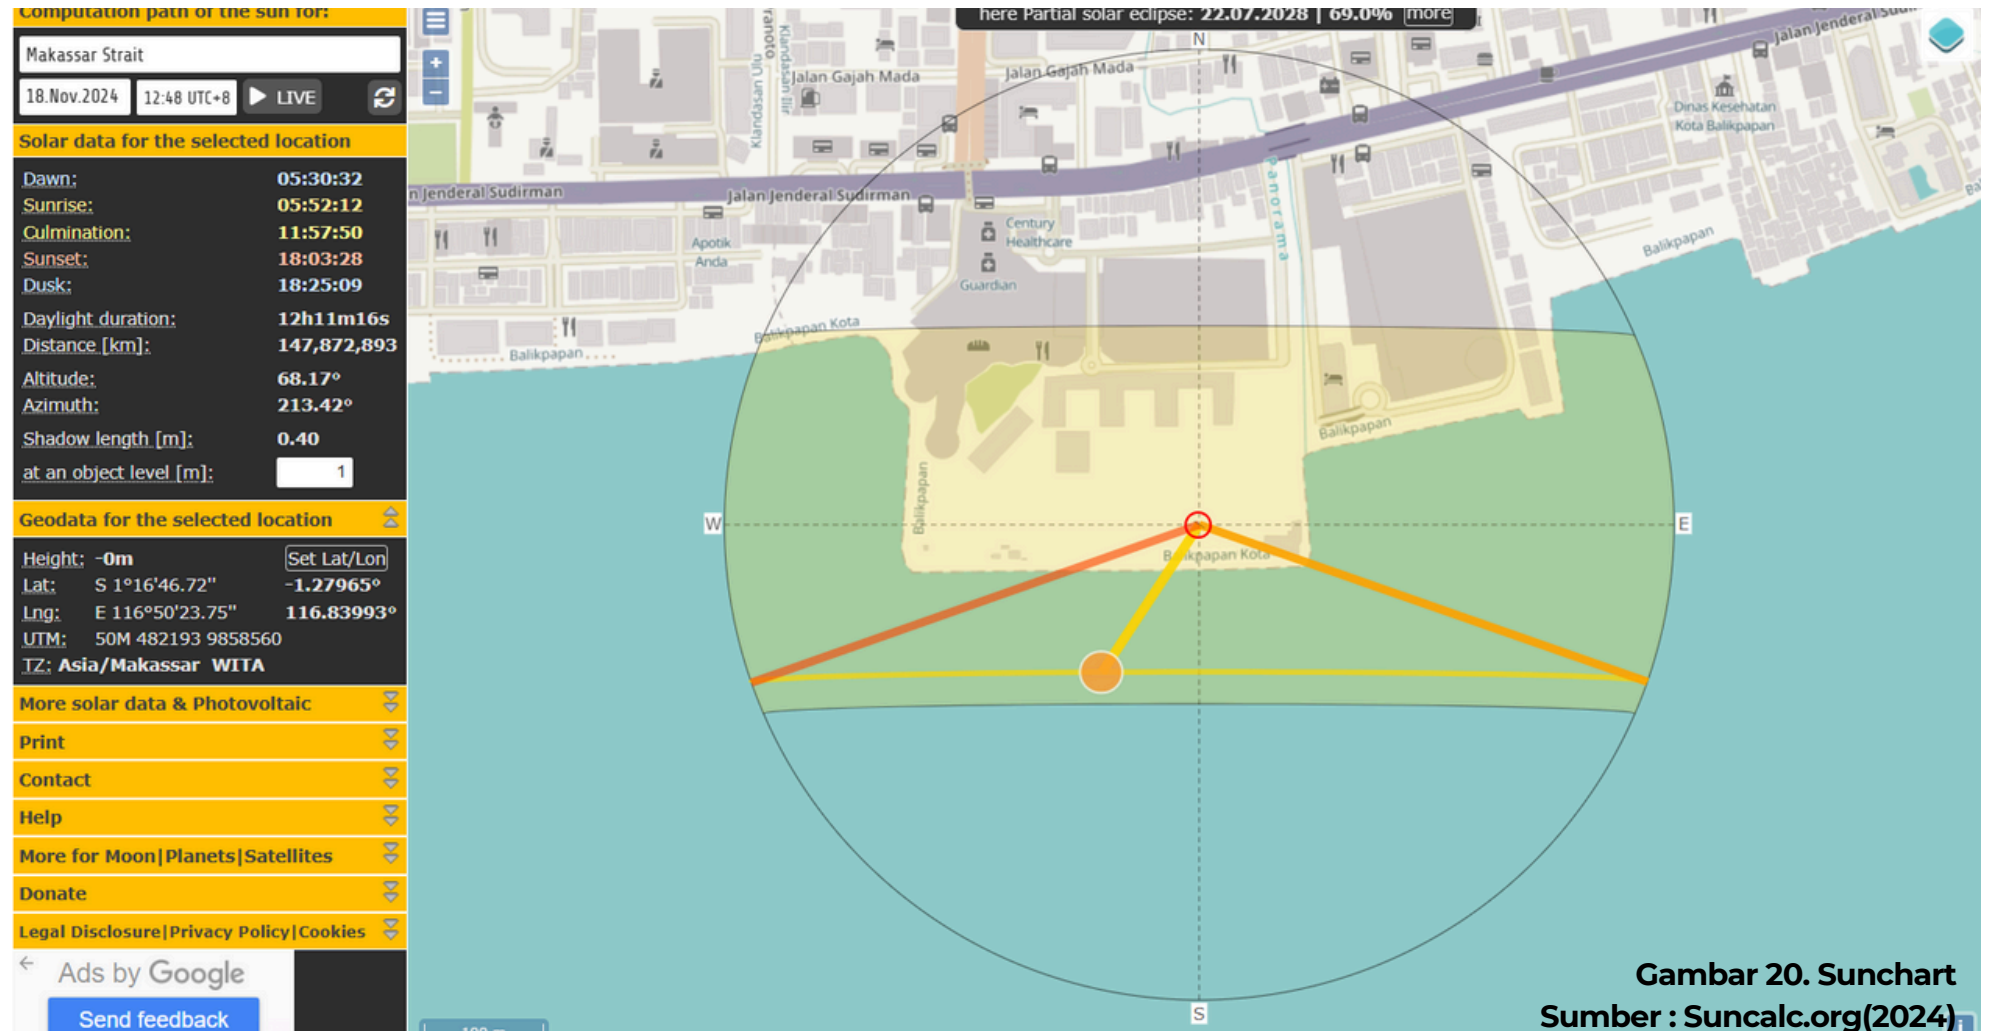 Computation path of the sun for:
Makassar Strait
18.Nov.2024
12:48 UTC+8
LIVE
Solar data for the selected location
Dawn: 05:30:32
Sunrise: 05:52:12
Culmination: 11:57:50
Sunset: 18:03:28
Dusk: 18:25:09
Daylight duration: 12h11m16s
Distance [km]: 147,872,893
Altitude: 68.17°
Azimuth: 213.42°
Shadow length [m]: 0.40
at an object level [m]: 1
Geodata for the selected location
Height: -0m Set Lat/Lon
Lat: S 1°16'46.72" -1.27965°
Lng: E 116°50'23.75" 116.83993°
UTM: 50M 482193 9858560
TZ: Asia/Makassar WITA
More solar data & Photovoltaic
Print
Contact
Help
More for Moon|Planets|Satellites
Donate
Legal Disclosure|Privacy Policy|Cookies
Ads by Google
Send feedback
+
−
here Partial solar eclipse: 22.07.2028 | 69.0% more
N
Jalan Gajah Mada
Jalan Gajah Mada
Klandasan Ulu
Klandasan Ilir
Jalan Jenderal
Dinas Kesehatan
Kota Balikpapan
n Jenderal Sudirman
Jalan Jenderal Sudirman
Panorama
Century
Healthcare
Apotik
Anda
Guardian
Balikpapan
Balikpapan Kota
Balikpapan
Balikpapan
Balikpapan
W
E
Balikpapan Kota
S
Gambar 20. Sunchart
Sumber : Suncalc.org(2024)